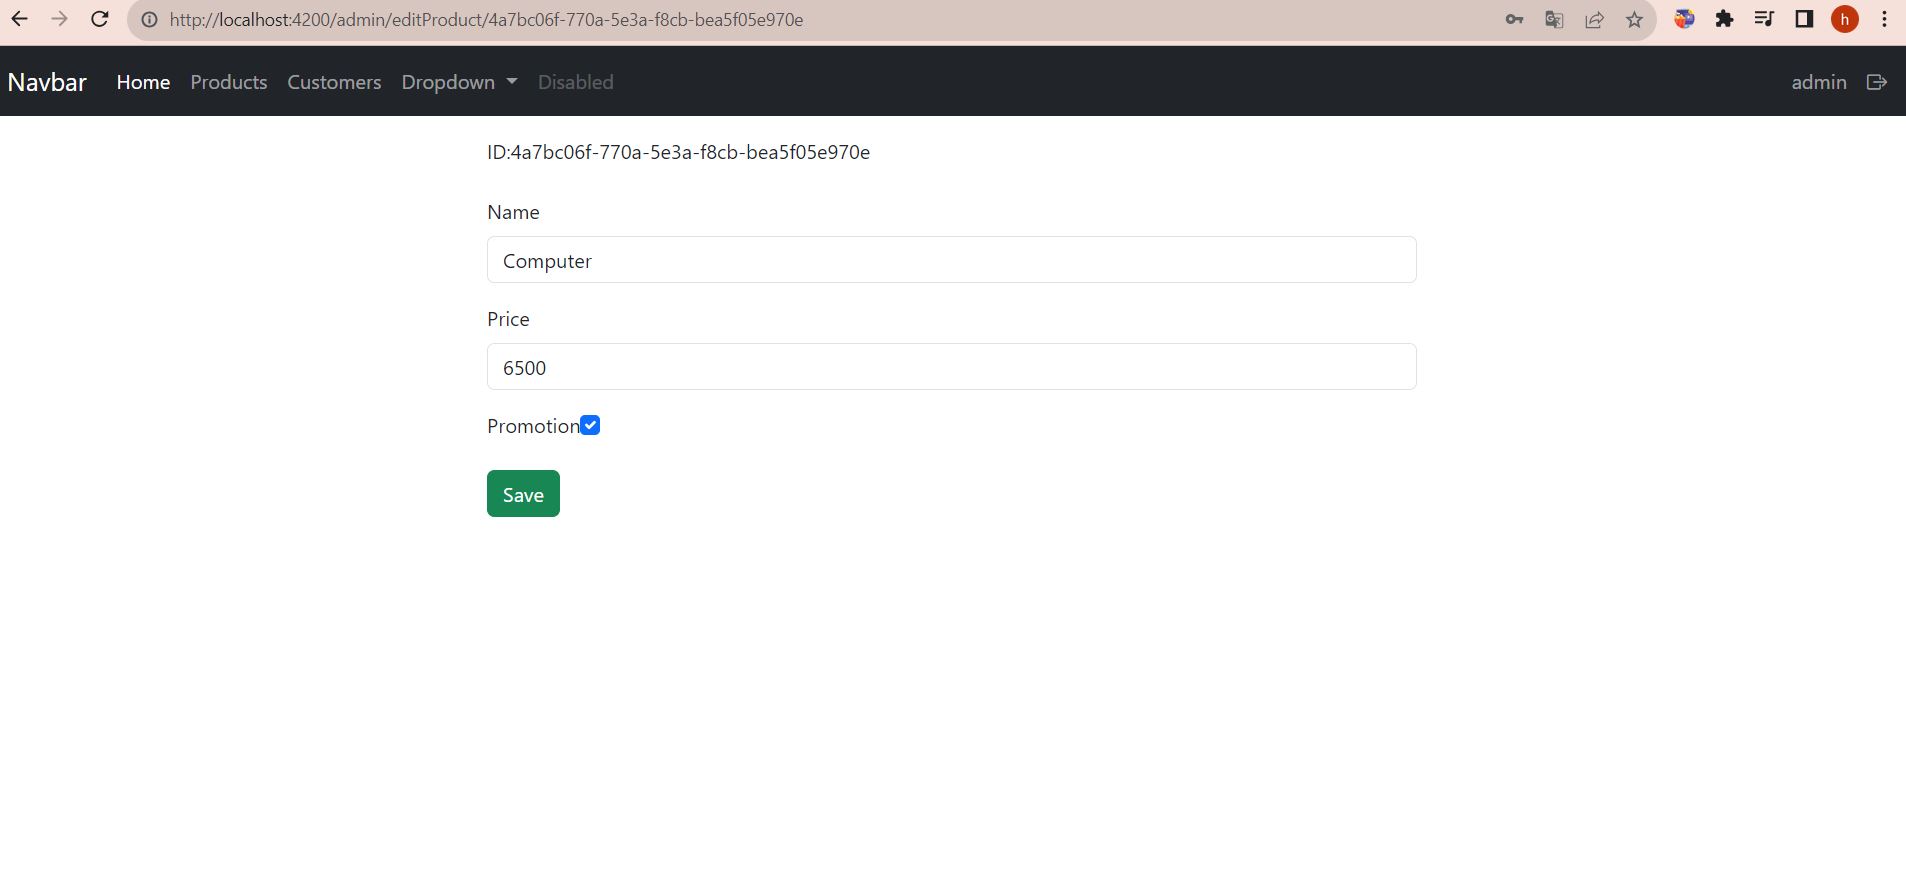 http://localhost:4200/admin/editProduct/4a7bc06f-770a-5e3a-f8cb-bea5f05e970e
h
Navbar Home Products Customers Dropdown Disabled admin
ID:4a7bc06f-770a-5e3a-f8cb-bea5f05e970e
Name
Computer
Price
6500
Promotion
Save